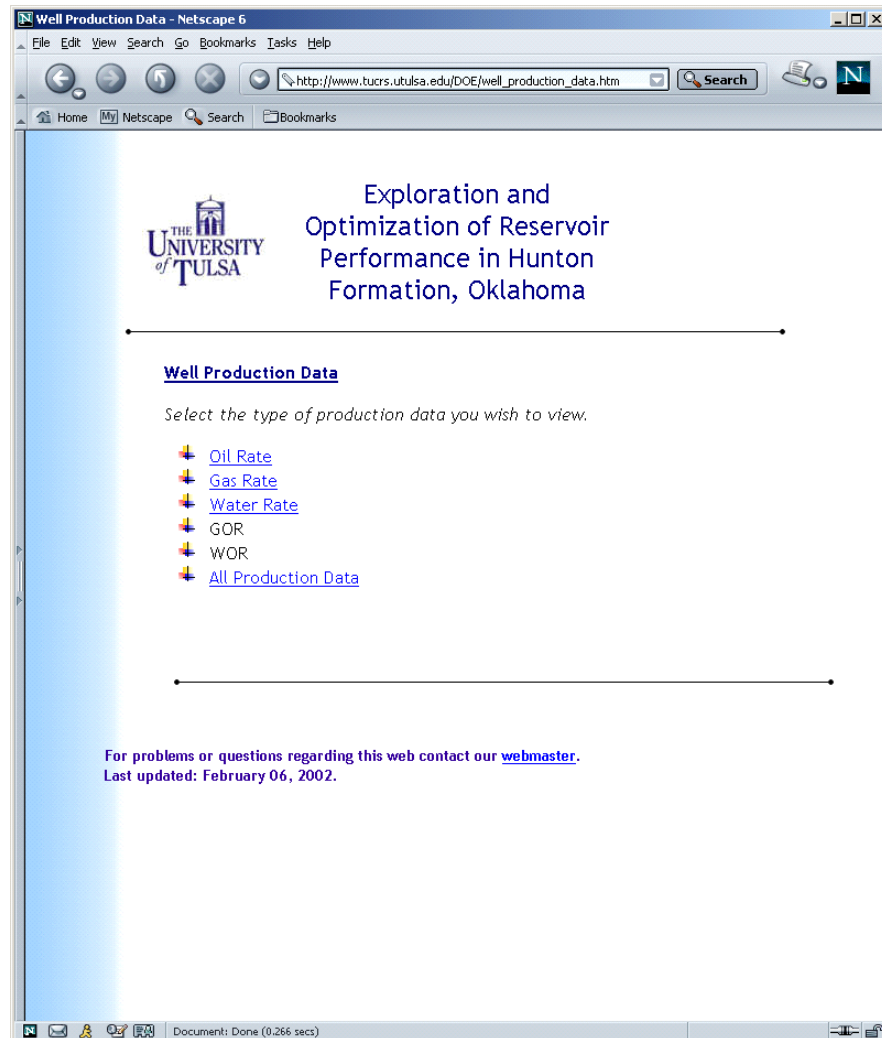 Well Production Data - Netscape 6
File Edit View Search Go Bookmarks Tasks Help
http://www.tucrs.utulsa.edu/DOE/well_production_data.htm Search N
Home My Netscape Search Bookmarks
THE UNIVERSITY of TULSA
Exploration and
Optimization of Reservoir
Performance in Hunton
Formation, Oklahoma
Well Production Data
Select the type of production data you wish to view.
Oil Rate
Gas Rate
Water Rate
GOR
WOR
All Production Data
For problems or questions regarding this web contact our webmaster.
Last updated: February 06, 2002.
Document: Done (0.266 secs)